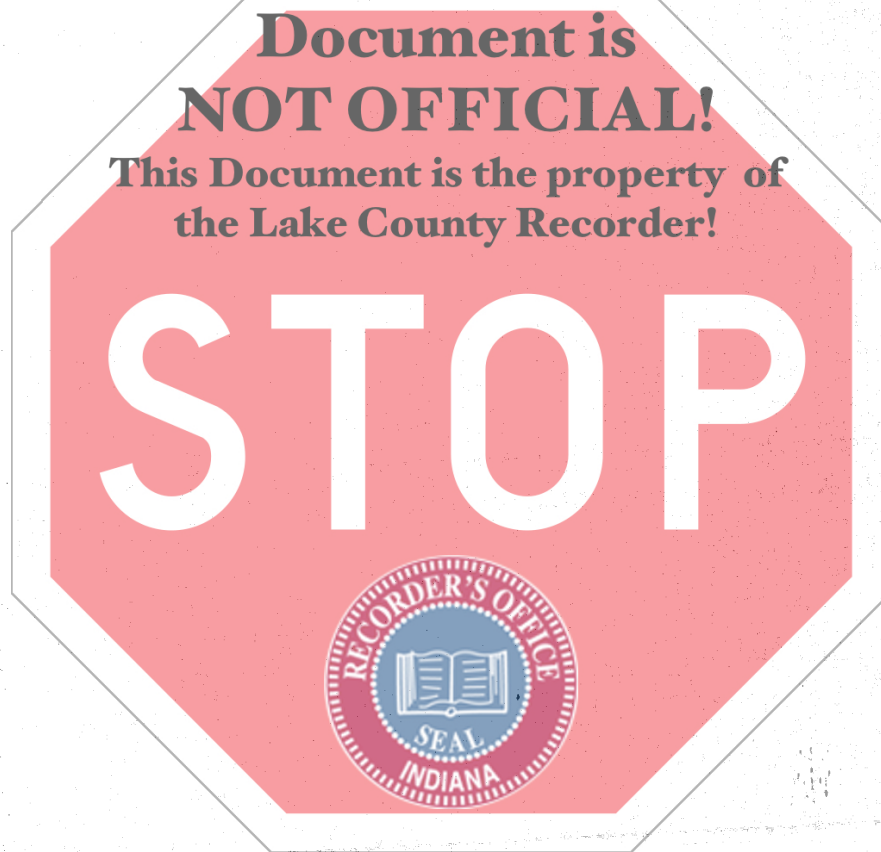 Document is
NOT OFFICIAL!
This Document is the property of
the Lake County Recorder!
STOP
RECORDER'S OFFICE
SEAL
INDIANA